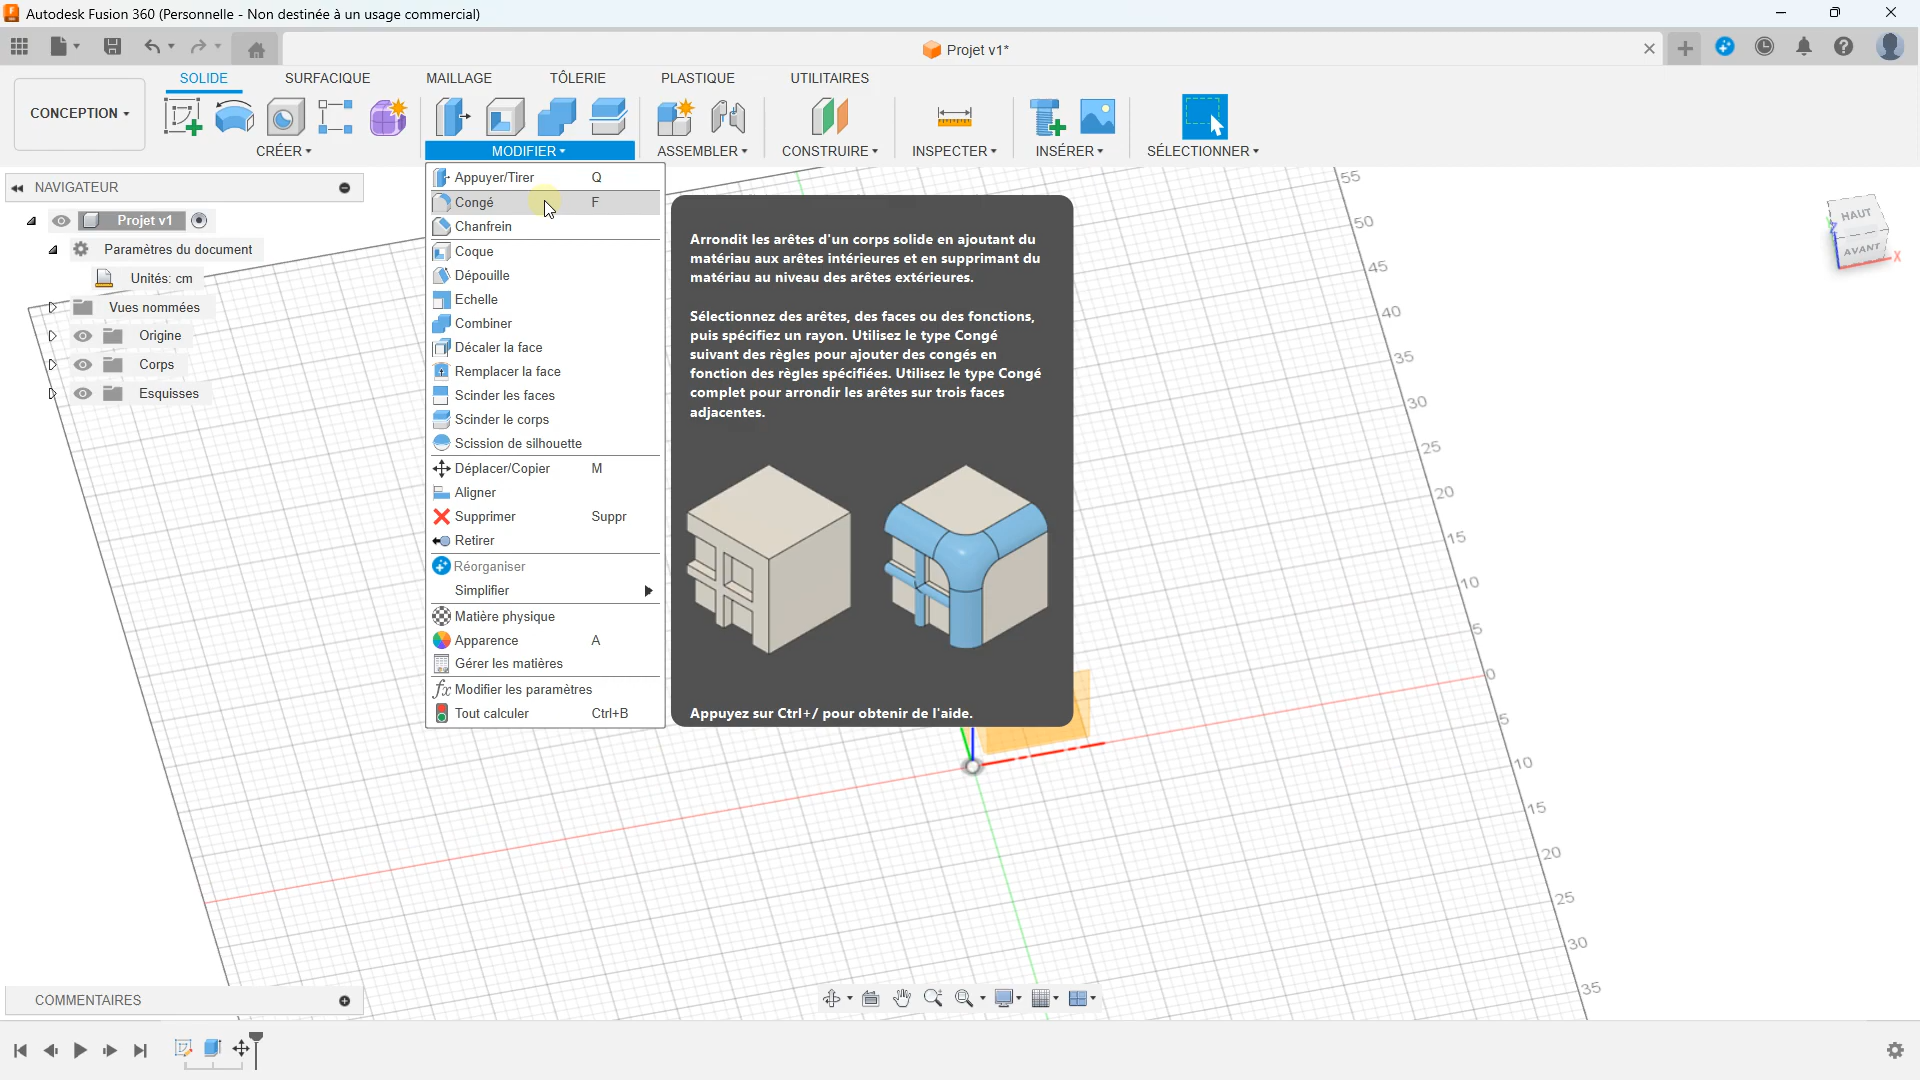 Autodesk Fusion 360 (Personnelle - Non destinée à un usage commercial)
Projet v1*
SOLIDE SURFACIQUE MAILLAGE TÔLERIE PLASTIQUE UTILITAIRES
CONCEPTION
CRÉER MODIFIER ASSEMBLER CONSTRUIRE INSPECTER INSÉRER SÉLECTIONNER
NAVIGATEUR
Projet v1
Paramètres du document
Unités: cm
Vues nommées
Origine
Corps
Esquisses
Appuyer/Tirer Q
Congé F
Chanfrein
Coque
Dépouille
Echelle
Combiner
Décaler la face
Remplacer la face
Scinder les faces
Scinder le corps
Scission de silhouette
Déplacer/Copier M
Aligner
Supprimer Suppr
Retirer
Réorganiser
Simplifier
Matière physique
Apparence A
Gérer les matières
fx Modifier les paramètres
Tout calculer Ctrl+B
Arrondit les arêtes d'un corps solide en ajoutant du
matériau aux arêtes intérieures et en supprimant du
matériau au niveau des arêtes extérieures.
Sélectionnez des arêtes, des faces ou des fonctions,
puis spécifiez un rayon. Utilisez le type Congé
suivant des règles pour ajouter des congés en
fonction des règles spécifiées. Utilisez le type Congé
complet pour arrondir les arêtes sur trois faces
adjacentes.
Appuyez sur Ctrl+/ pour obtenir de l'aide.
55
50
45
40
35
30
25
20
15
10
5
0
5
10
15
20
25
30
35
HAUT
AVANT
Z
X
COMMENTAIRES